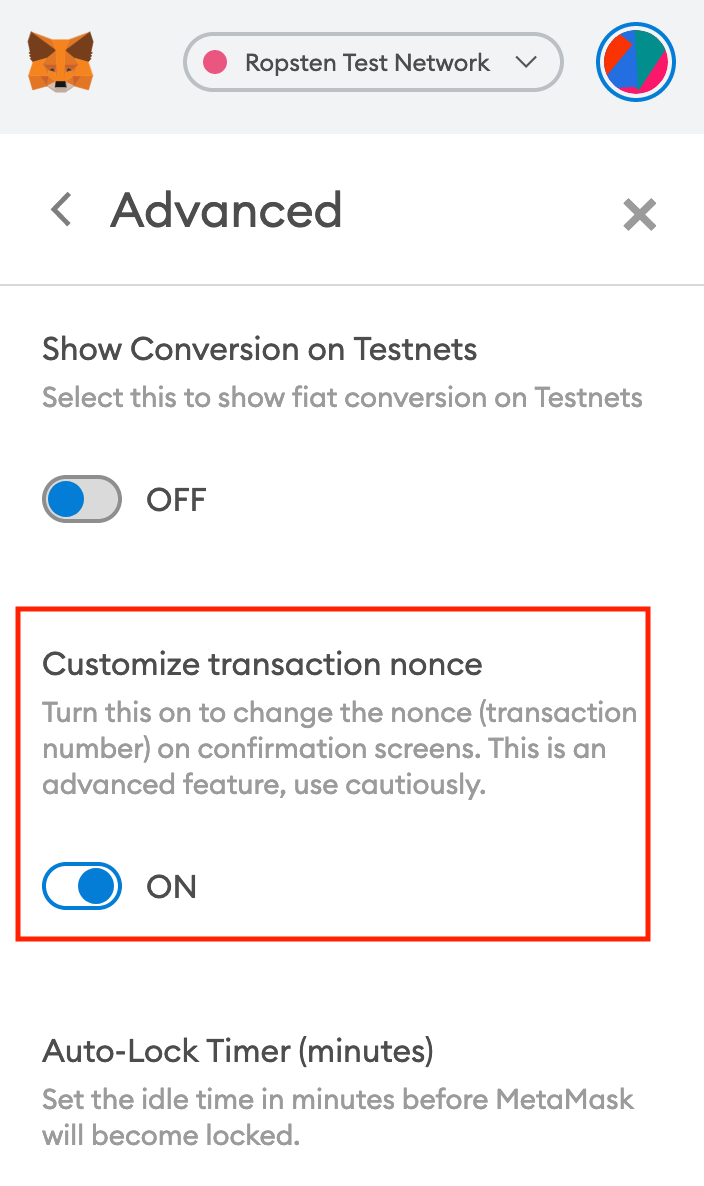 Ropsten Test Network
Advanced
Show Conversion on Testnets
Select this to show fiat conversion on Testnets
OFF
Customize transaction nonce
Turn this on to change the nonce (transaction
number) on confirmation screens. This is an
advanced feature, use cautiously.
ON
Auto-Lock Timer (minutes)
Set the idle time in minutes before MetaMask
will become locked.